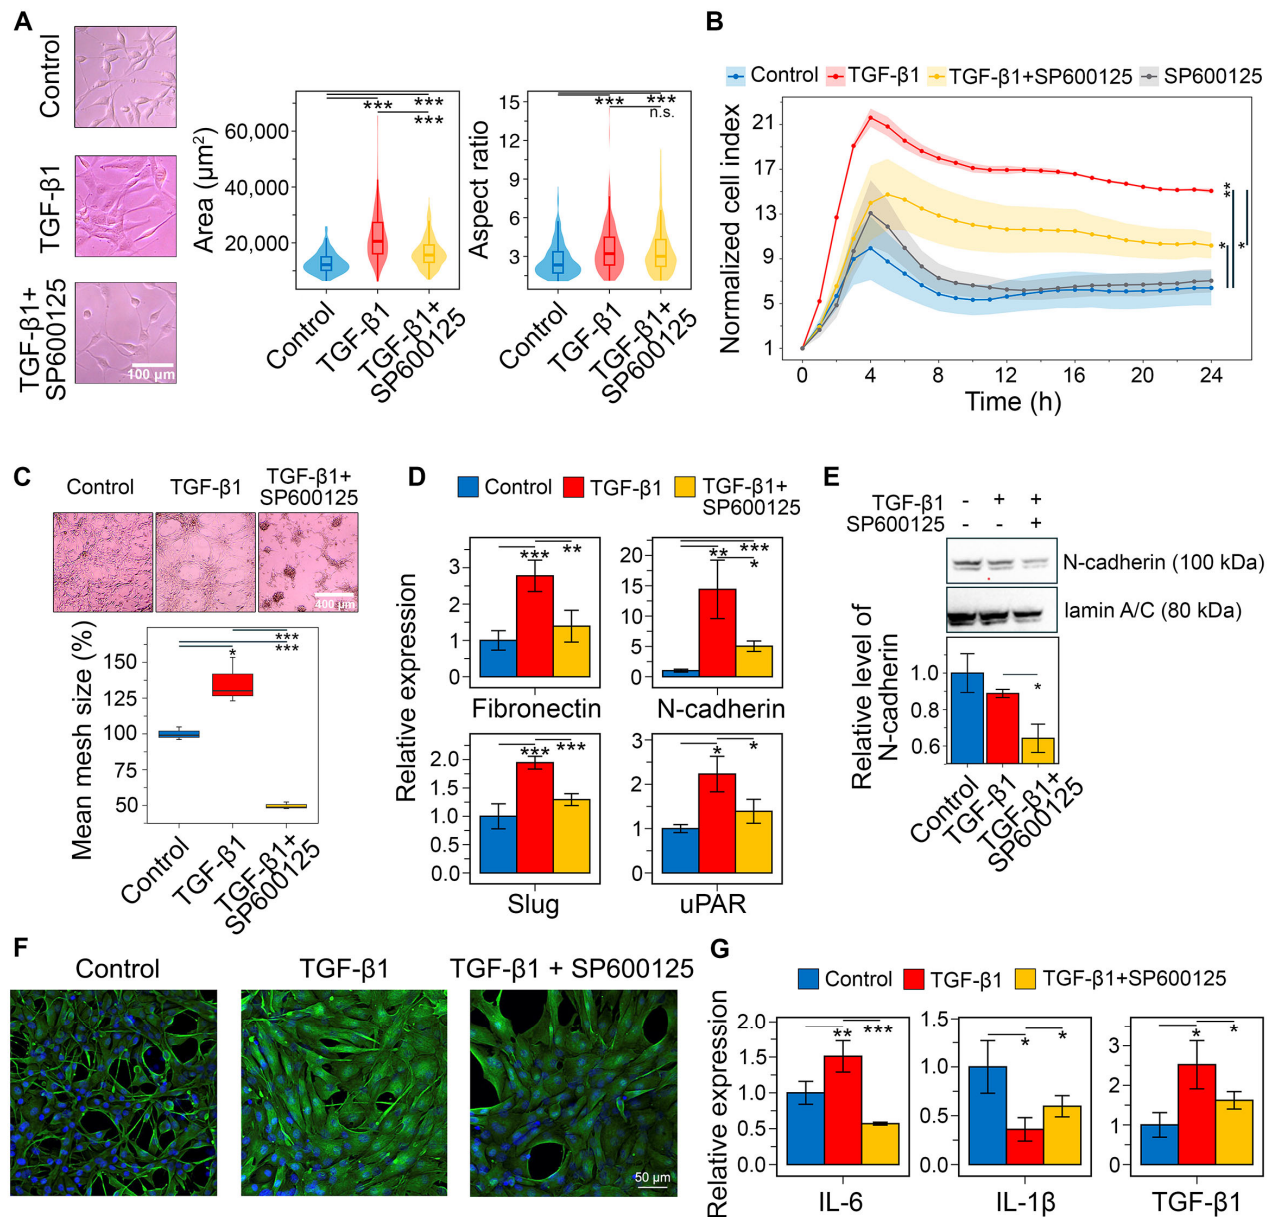 A
Control
TGF-β1
TGF-β1+
SP600125
100 µm
Area (µm²)
60,000
40,000
20,000
***
***
***
Control
TGF-β1
TGF-β1+
SP600125
Aspect ratio
15
12
9
6
3
***
***
n.s.
Control
TGF-β1
TGF-β1+
SP600125
B
Control
TGF-β1
TGF-β1+SP600125
SP600125
Normalized cell index
21
17
13
9
5
1
0
4
8
12
16
20
24
Time (h)
**
*
*
C
Control
TGF-β1
TGF-β1+
SP600125
400 µm
Mean mesh size (%)
150
125
100
75
50
*
***
***
Control
TGF-β1
TGF-β1+
SP600125
D
Control
TGF-β1
TGF-β1+
SP600125
Relative expression
3
2
1
0
***
**
Fibronectin
20
15
10
5
0
**
***
*
N-cadherin
2.0
1.5
1.0
0.5
0.0
***
***
Slug
3
2
1
0
*
*
uPAR
E
TGF-β1 - + +
SP600125 - - +
N-cadherin (100 kDa)
lamin A/C (80 kDa)
Relative level of
N-cadherin
1.0
0.8
0.6
*
Control
TGF-β1
TGF-β1+
SP600125
F
Control
TGF-β1
TGF-β1 + SP600125
50 µm
G
Control
TGF-β1
TGF-β1+SP600125
Relative expression
2.0
1.5
1.0
0.5
0.0
**
***
IL-6
1.5
1.0
0.5
0.0
*
*
IL-1β
3
2
1
0
*
*
TGF-β1